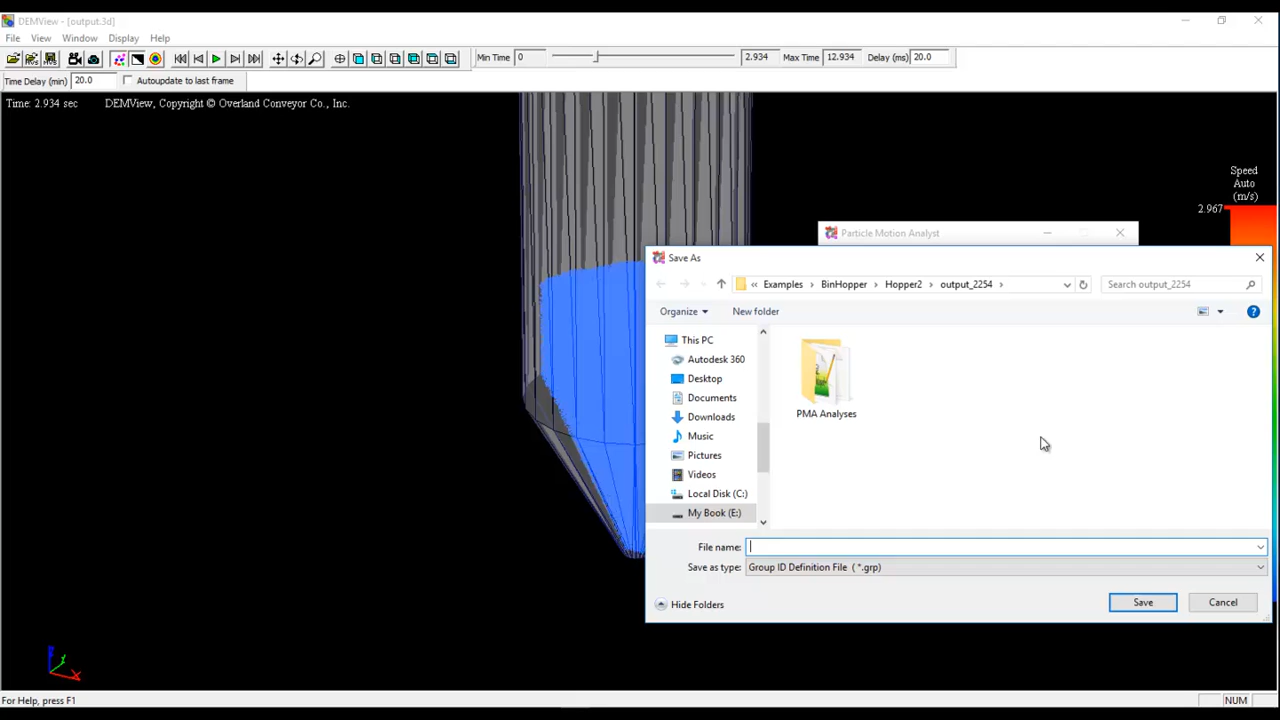 DEMView - [output.3d]
File View Window Display Help
Min Time 0 2.934 Max Time 12.934 Delay (ms) 20.0
Time Delay (min) 20.0 Autoupdate to last frame
Time: 2.934 sec DEMView, Copyright © Overland Conveyor Co., Inc.
Speed
Auto
(m/s)
2.967
Particle Motion Analyst
Save As
« Examples › BinHopper › Hopper2 › output_2254 › Search output_2254
Organize New folder
This PC
Autodesk 360
Desktop
Documents
Downloads
Music
Pictures
Videos
Local Disk (C:)
My Book (E:)
PMA Analyses
File name:
Save as type: Group ID Definition File ( *.grp)
Hide Folders Save Cancel
For Help, press F1 NUM